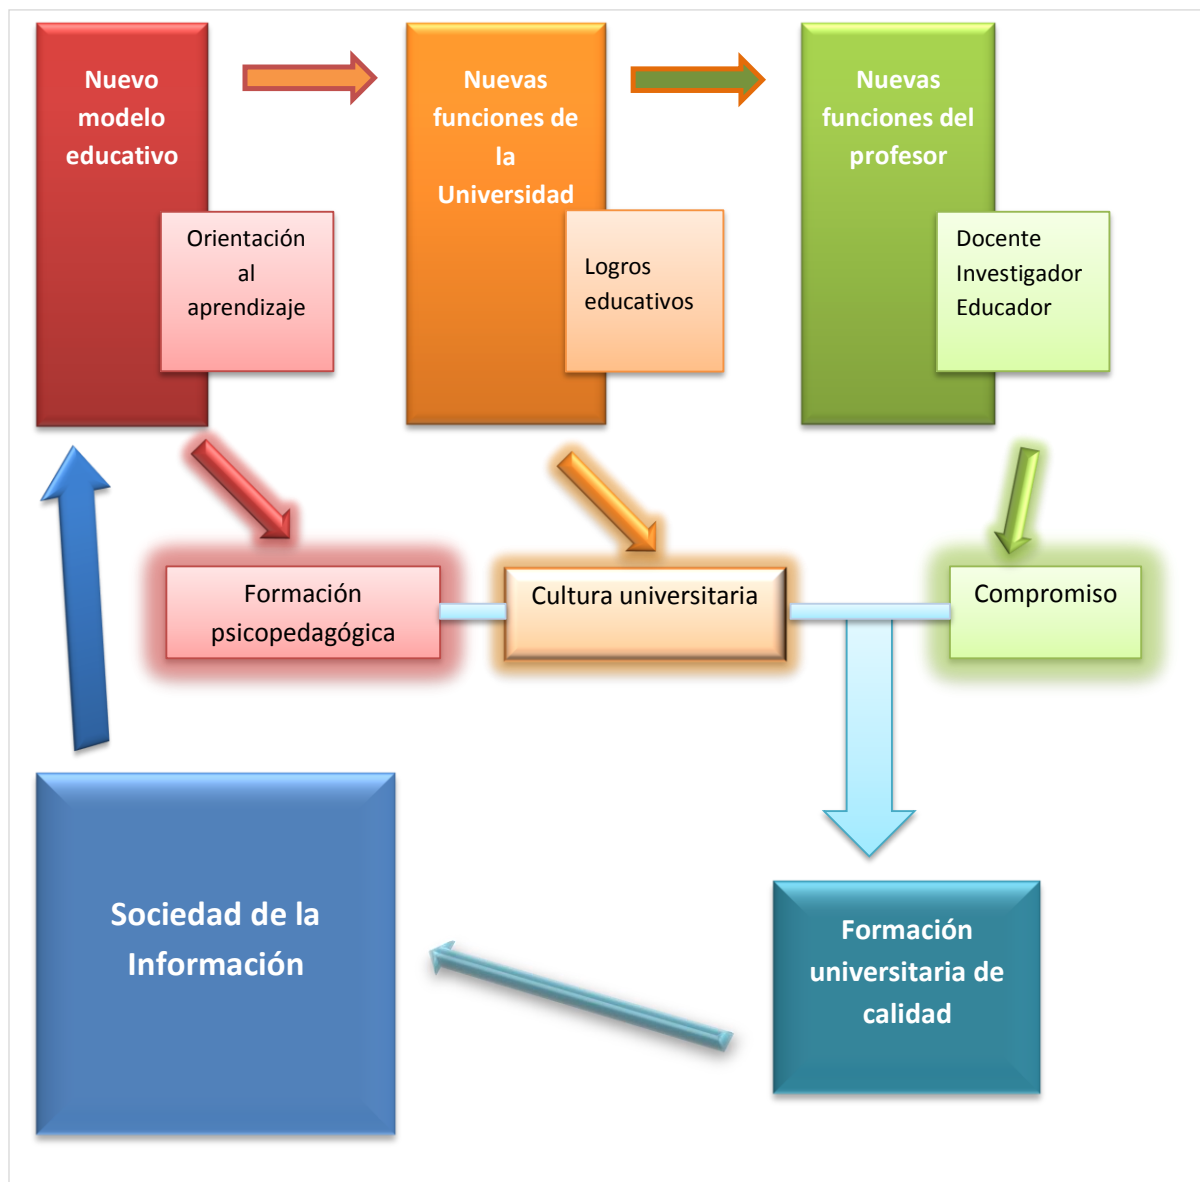 Nuevo
modelo
educativo
Orientación
al
aprendizaje
Nuevas
funciones de
la
Universidad
Logros
educativos
Nuevas
funciones del
profesor
Docente
Investigador
Educador
Formación
psicopedagógica
Cultura universitaria
Compromiso
Sociedad de la
Información
Formación
universitaria de
calidad